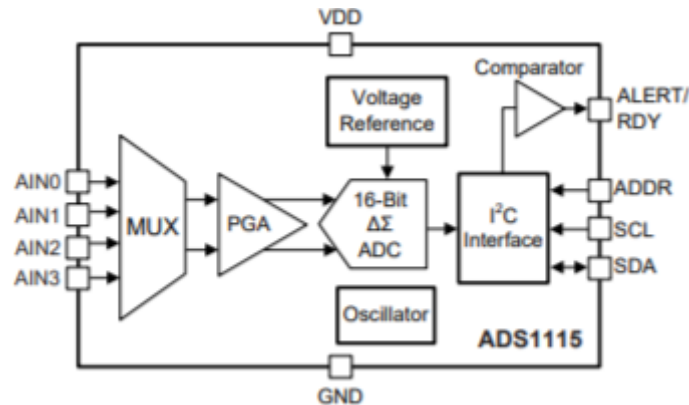 VDD
Comparator
Voltage
Reference
ALERT/
RDY
AIN0
AIN1
AIN2
AIN3
MUX
PGA
16-Bit
ΔΣ
ADC
I²C
Interface
ADDR
SCL
SDA
Oscillator
ADS1115
GND